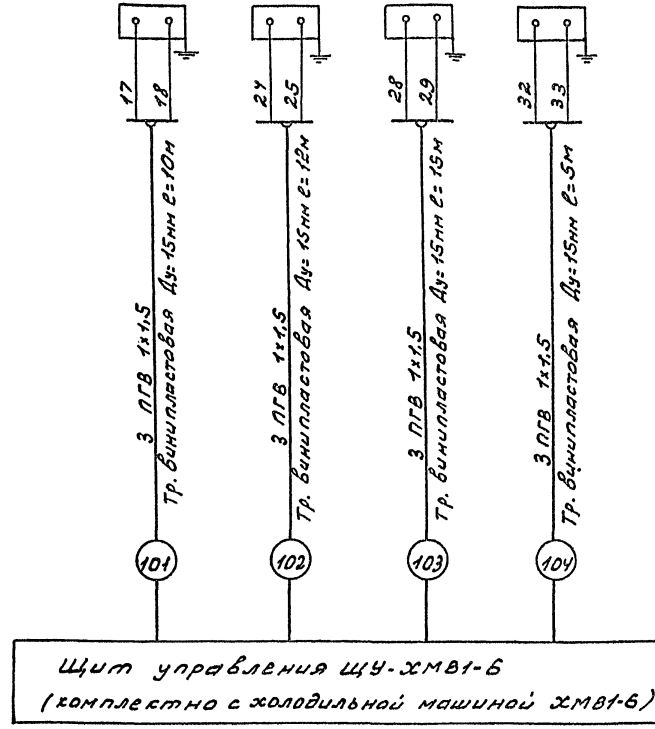 17
18
24
25
28
29
32
33
3 ПГВ 1х1,5
Тр. винипластовая Ду=15мм ℓ=10м
3 ПГВ 1х1,5
Тр. винипластовая Ду=15мм ℓ=12м
3 ПГВ 1х1,5
Тр. винипластовая Ду=15мм ℓ=15м
3 ПГВ 1х1,5
Тр. винипластовая Ду=15мм ℓ=5м
101
102
103
104
Щит управления ЩУ-ХМВ1-6
(комплектно с холодильной машиной ХМВ1-6)